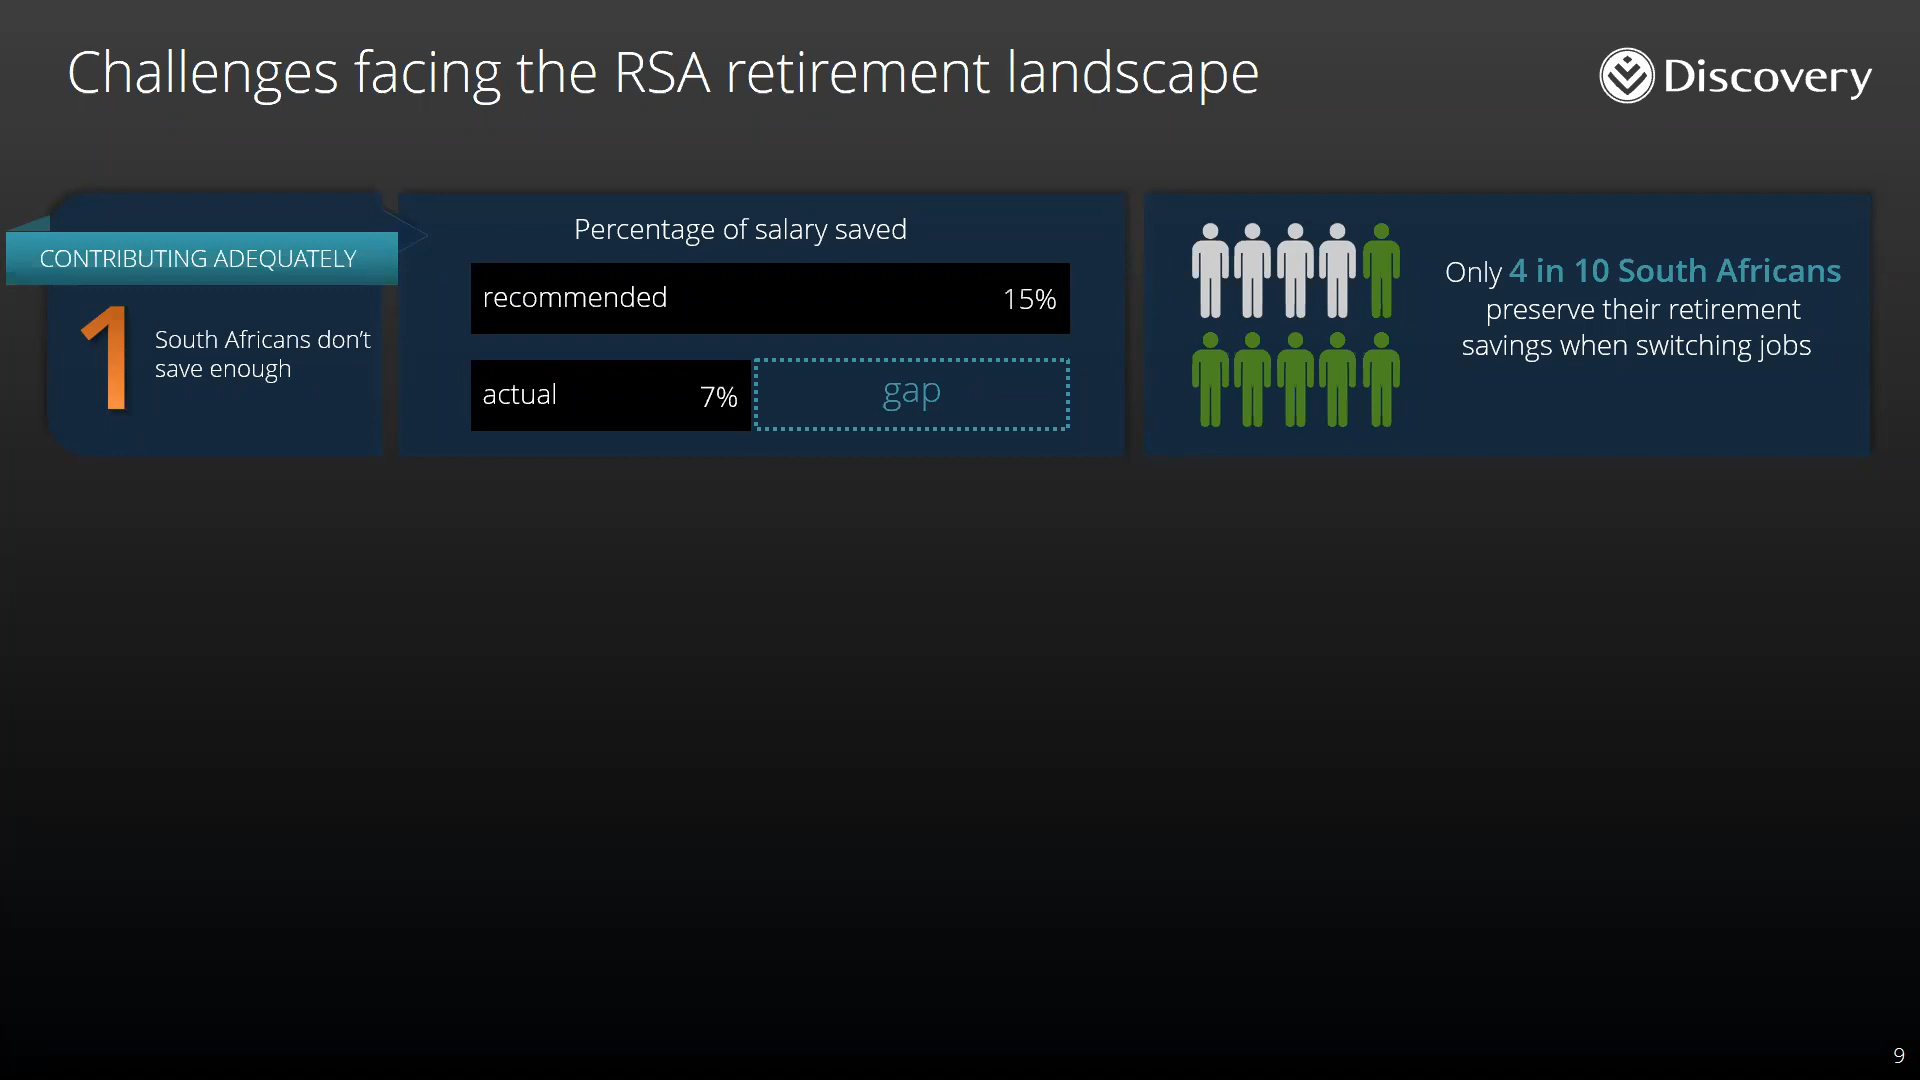 Challenges facing the RSA retirement landscape
Discovery
CONTRIBUTING ADEQUATELY
1
South Africans don’t
save enough
Percentage of salary saved
recommended 15%
actual 7% gap
Only 4 in 10 South Africans
preserve their retirement
savings when switching jobs
9